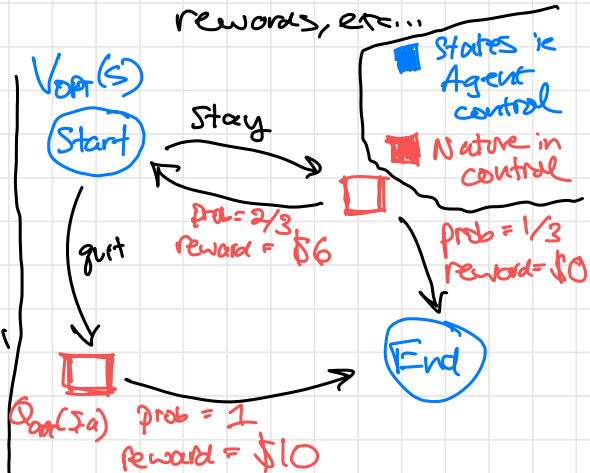 rewords, etc...
States ie
Agent
control
Nature in
control
VOPT(S)
Start
Stay
prob = 2/3
reward = $6
prob = 1/3
reward = $0
quit
End
Qopt(s,a)
prob = 1
reward = $10